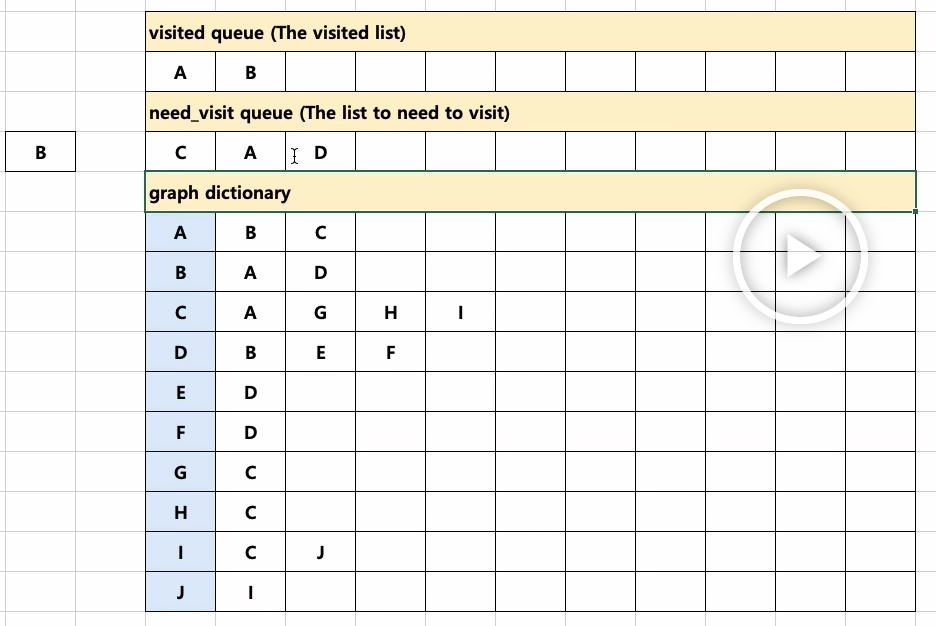 visited queue (The visited list)
A B
need_visit queue (The list to need to visit)
B C A D
graph dictionary
A B C
B A D
C A G H I
D B E F
E D
F D
G C
H C
I C J
J I